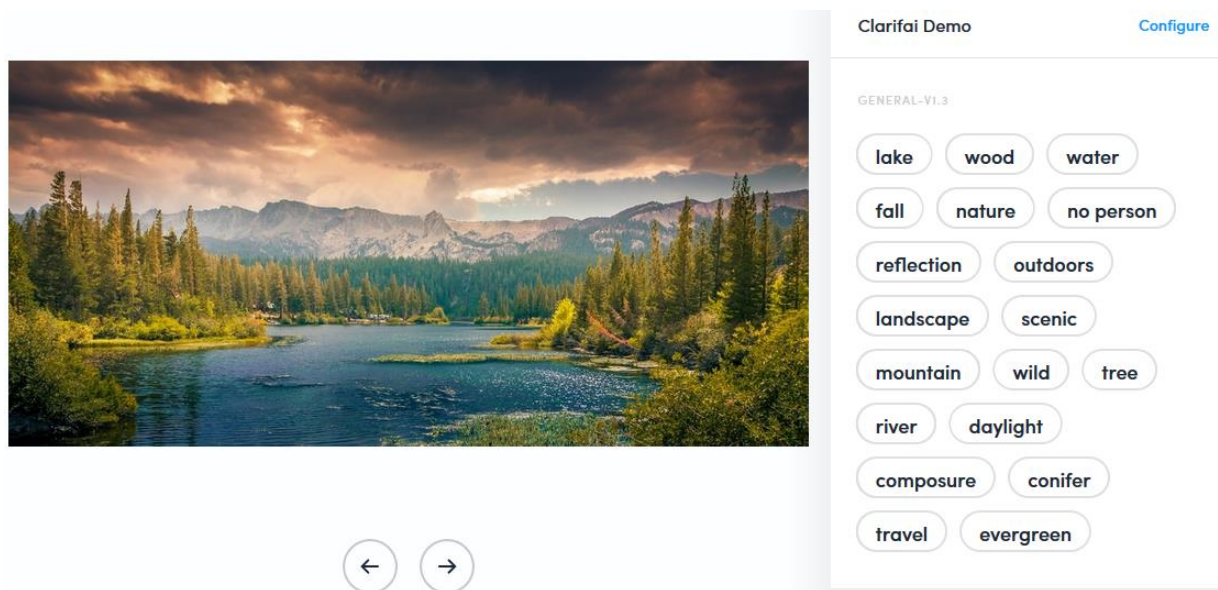 Clarifai Demo Configure
GENERAL-V1.3
lake wood water
fall nature no person
reflection outdoors
landscape scenic
mountain wild tree
river daylight
composure conifer
travel evergreen